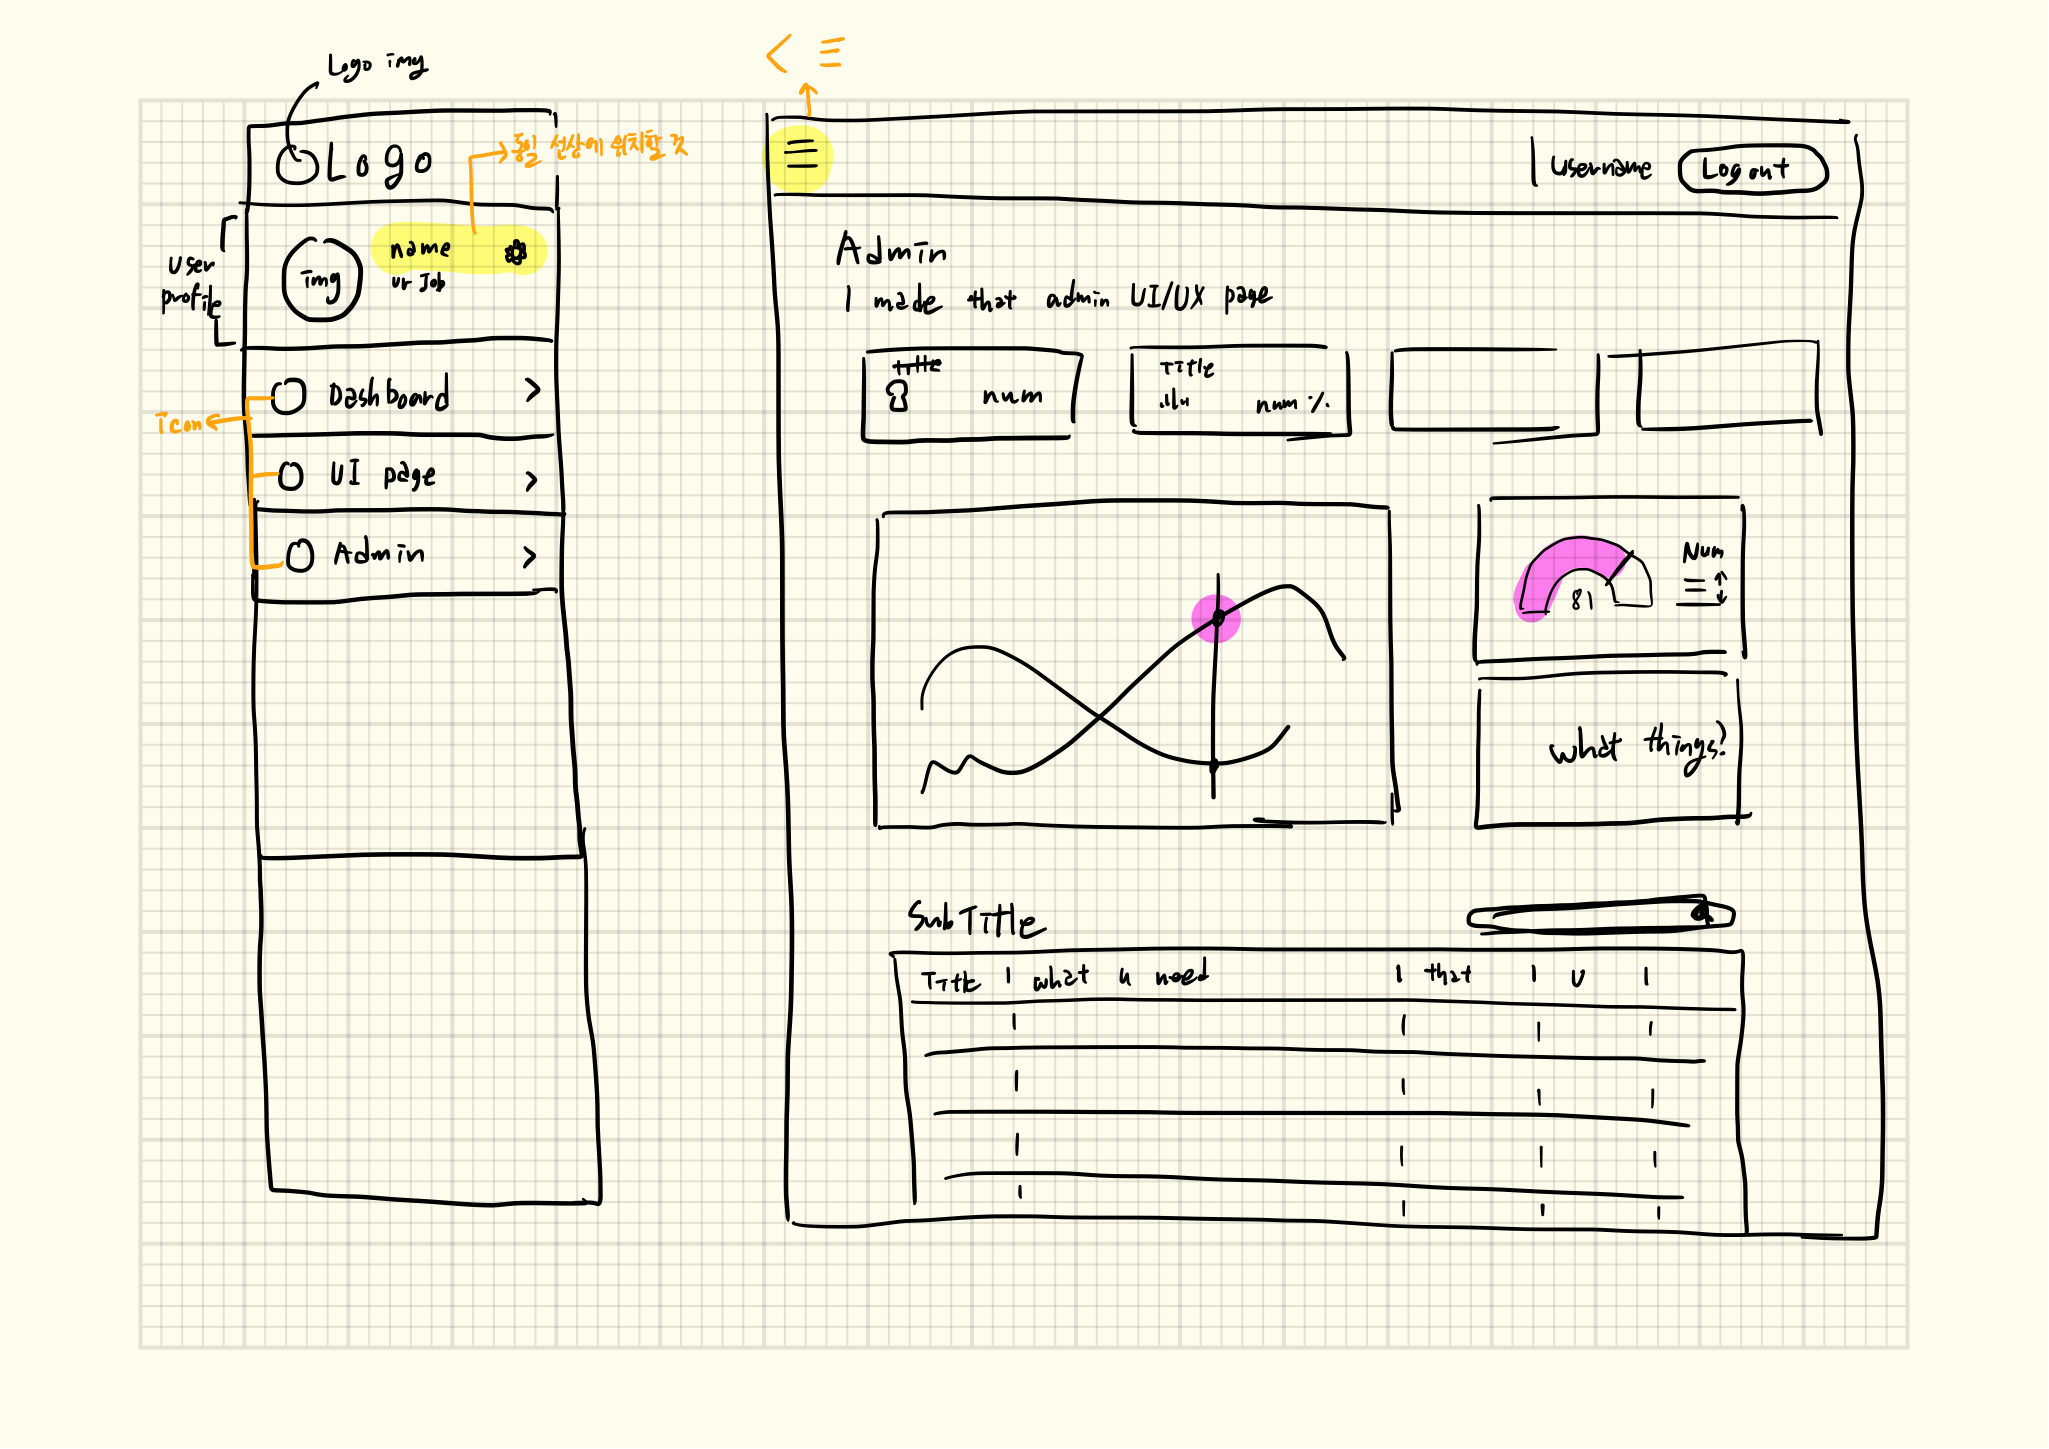 Logo img
Logo
동일 선상에 위치할 것
User
profile
img
name
ur Job
icon
Dashboard
UI page
Admin
Username
Log out
Admin
I made that admin UI/UX page
Title
num
Title
num %
81
Num
what things?
SubTitle
Title | what u need | that | U |